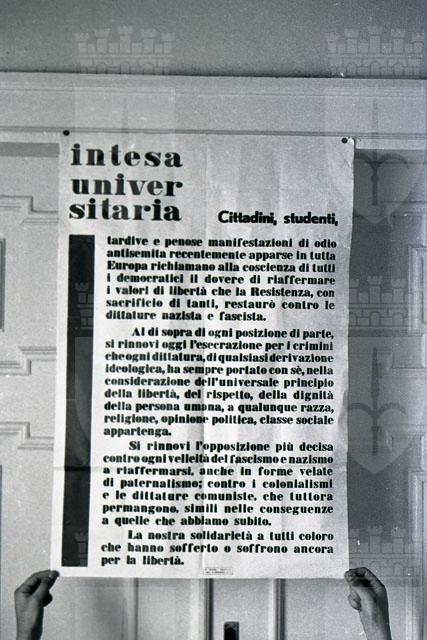 intesa
univer
sitaria
Cittadini, studenti,
tardive e penose manifestazioni di odio
antisemita recentemente apparse in tutta
Europa richiamano alla coscienza di tutti
i democratici il dovere di riaffermare
i valori di libertà che la Resistenza, con
sacrificio di tanti, restaurò contro le
dittature nazista e fascista.
Al di sopra di ogni posizione di parte,
si rinnovi oggi l'esecrazione per i crimini
che ogni dittatura, di qualsiasi derivazione
ideologica, ha sempre portato con sè, nella
considerazione dell'universale principio
della libertà, del rispetto, della dignità
della persona umana, a qualunque razza,
religione, opinione politica, classe sociale
appartenga.
Si rinnovi l'opposizione più decisa
contro ogni velleità del fascismo e nazismo
a riaffermarsi, anche in forme velate
di paternalismo; contro i colonialismi
e le dittature comuniste, che tuttora
permangono, simili nelle conseguenze
a quelle che abbiamo subito.
La nostra solidarietà a tutti coloro
che hanno sofferto o soffrono ancora
per la libertà.